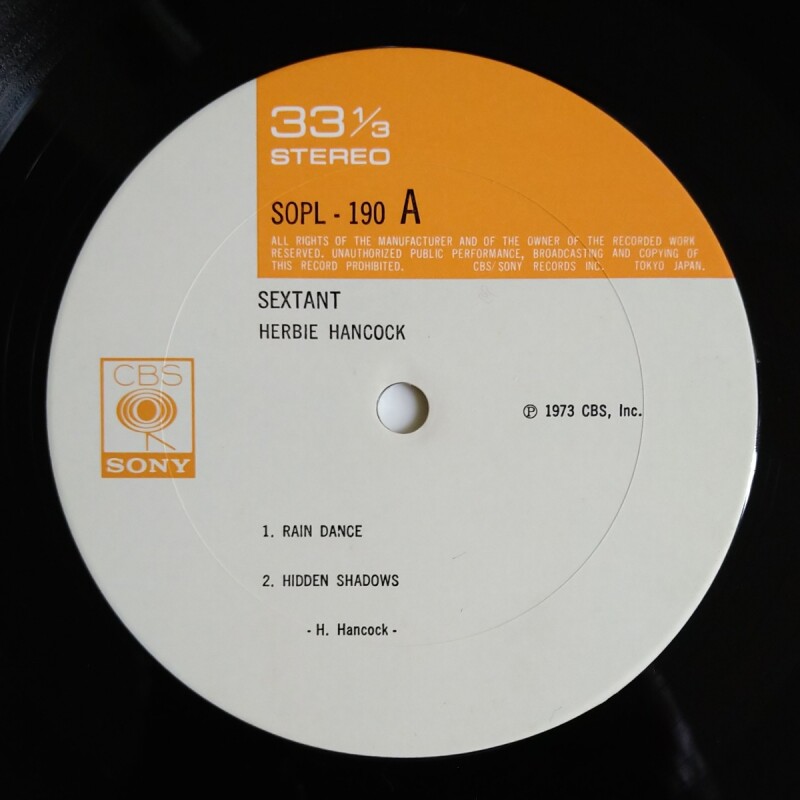 33 1/3
STEREO
SOPL - 190 A
ALL RIGHTS OF THE MANUFACTURER AND OF THE OWNER OF THE RECORDED WORK
RESERVED. UNAUTHORIZED PUBLIC PERFORMANCE, BROADCASTING AND COPYING OF
THIS RECORD PROHIBITED. CBS/SONY RECORDS INC. TOKYO JAPAN.
SEXTANT
HERBIE HANCOCK
CBS
SONY
℗ 1973 CBS, Inc.
1. RAIN DANCE
2. HIDDEN SHADOWS
- H. Hancock -